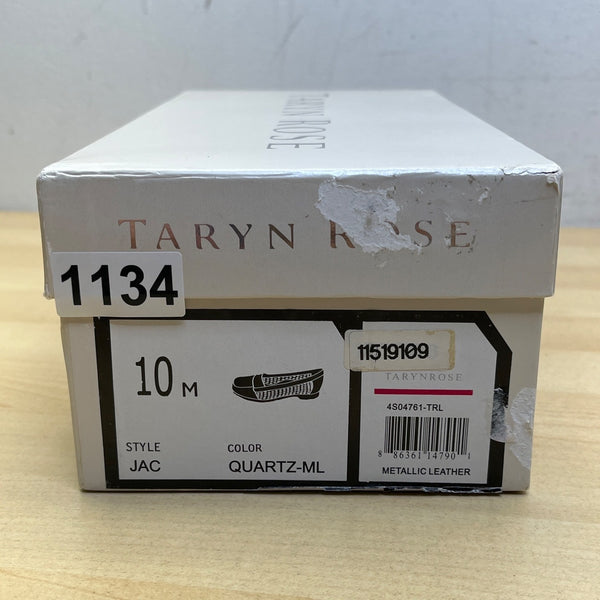 TARYN ROSE
TARYN ROSE
1134
10 M
STYLE
JAC
COLOR
QUARTZ-ML
11519109
TARYNROSE
4S04761-TRL
8 86361 14790 1
METALLIC LEATHER